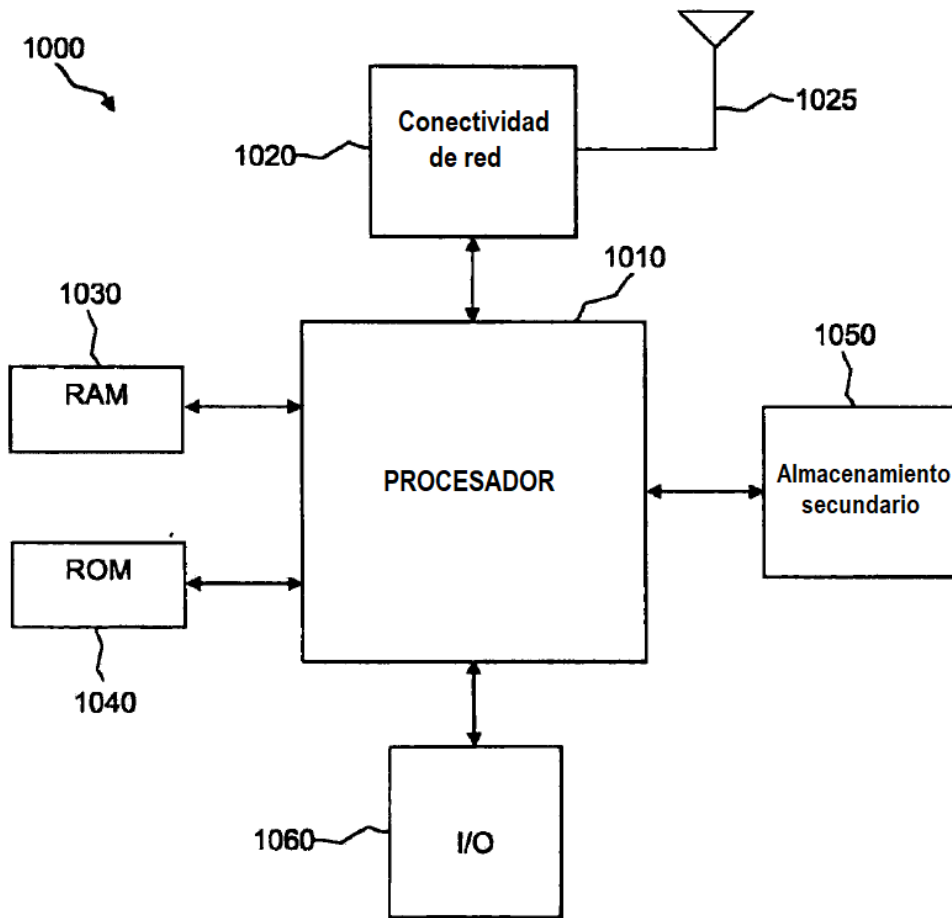 1000
Conectividad
de red
1020
1025
1010
1030
RAM
PROCESADOR
1050
Almacenamiento
secundario
ROM
1040
1060
I/O